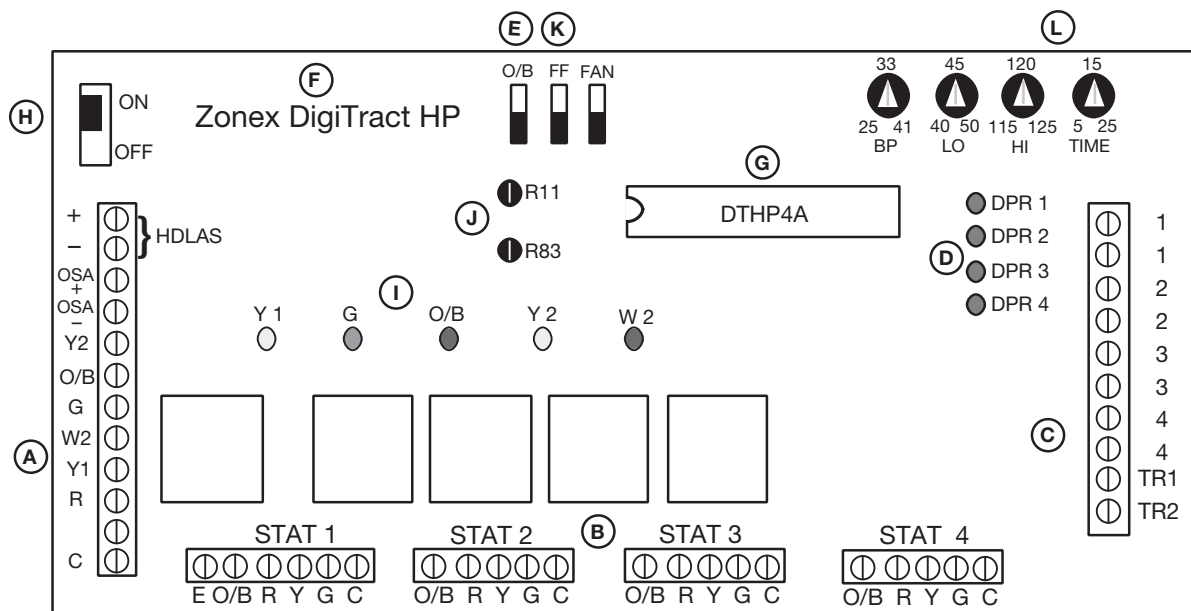 E K L
O/B FF FAN
33 45 120 15
H ON
F
Zonex DigiTract HP
OFF
25 41 40 50 115 125 5 25
BP LO HI TIME
G
DTHP4A
R11
J
R83
DPR 1
DPR 2
D DPR 3
DPR 4
+
−
HDLAS
OSA
+
OSA
−
Y2
O/B
G
W2
A
Y1
R
C
I
Y 1 G O/B Y 2 W 2
1
1
2
2
3
3
4
C
4
TR1
TR2
STAT 1 STAT 2 B STAT 3 STAT 4
E O/B R Y G C
O/B R Y G C
O/B R Y G C
O/B R Y G C